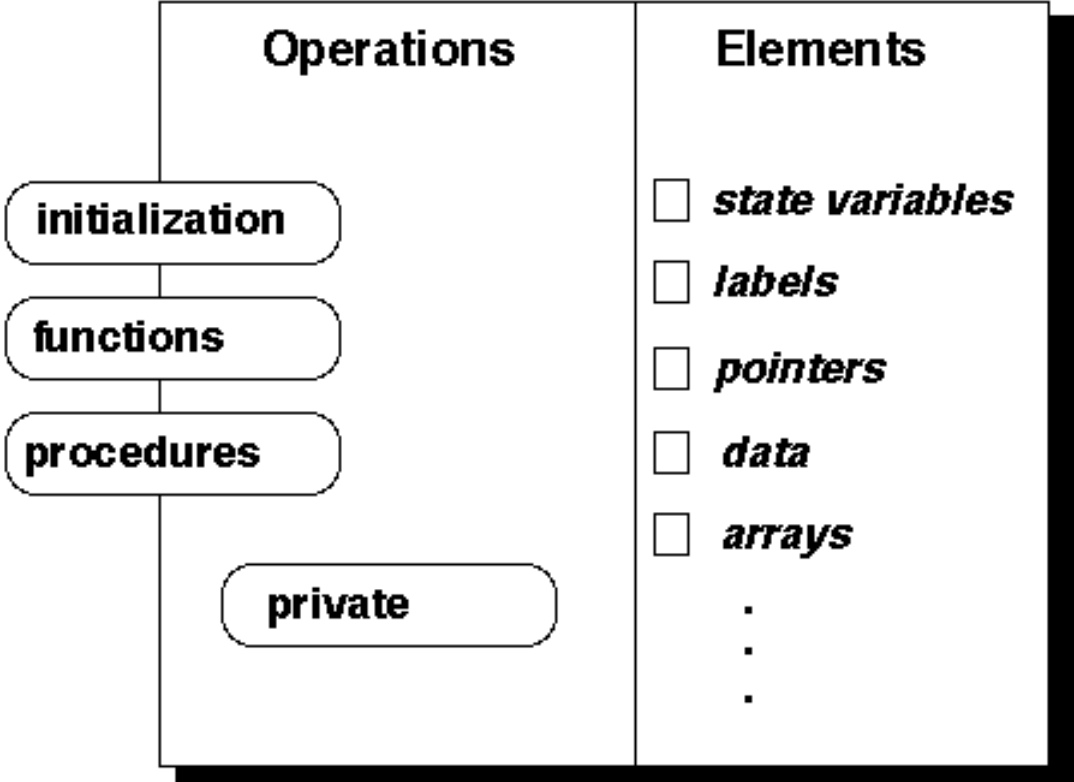 Operations
Elements
initialization
functions
procedures
private
state variables
labels
pointers
data
arrays
.
.
.